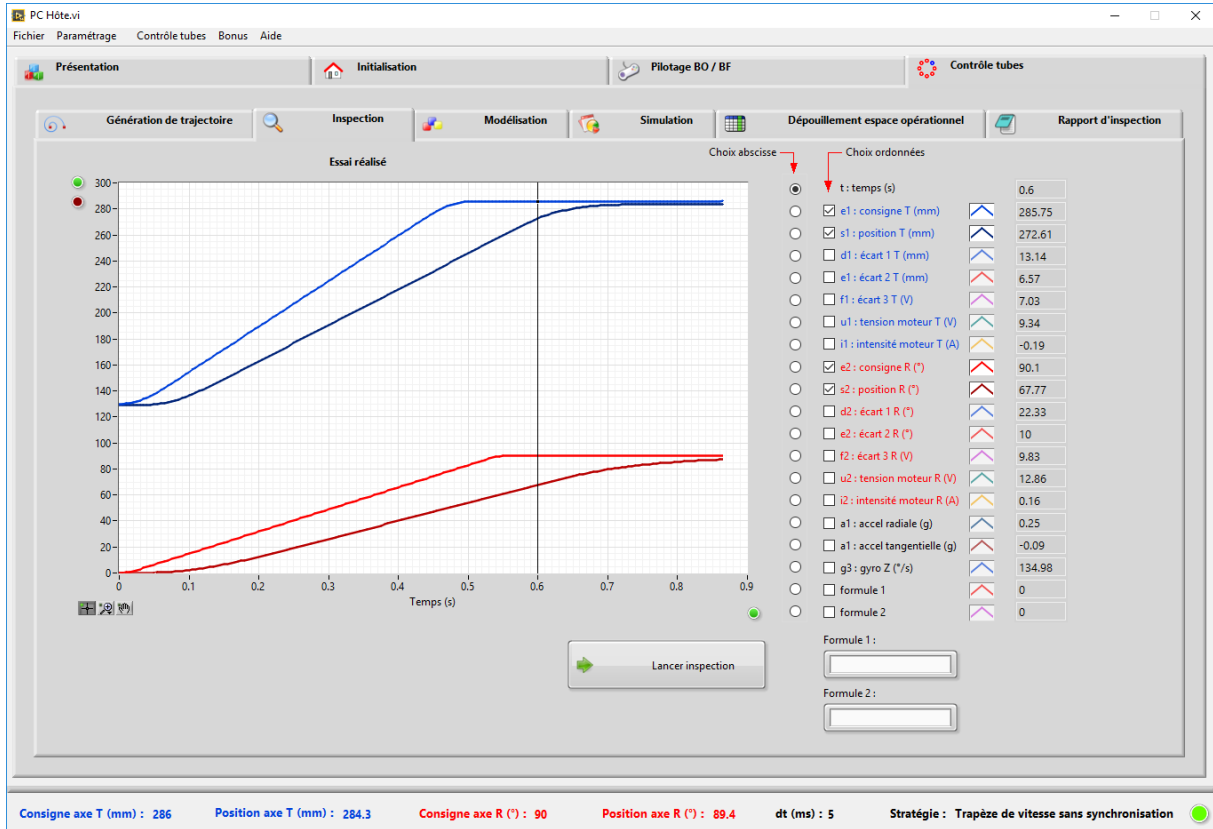 PC Hôte.vi
Fichier Paramétrage Contrôle tubes Bonus Aide
Présentation Initialisation Pilotage BO / BF Contrôle tubes
Génération de trajectoire Inspection Modélisation Simulation Dépouillement espace opérationnel Rapport d'inspection
Essai réalisé
Choix abscisse Choix ordonnées
300
280
260
240
220
200
180
160
140
120
100
80
60
40
20
0
0 0.1 0.2 0.3 0.4 0.5 0.6 0.7 0.8 0.9
Temps (s)
t : temps (s) 0.6
e1 : consigne T (mm) 285.75
s1 : position T (mm) 272.61
d1 : écart 1 T (mm) 13.14
e1 : écart 2 T (mm) 6.57
f1 : écart 3 T (V) 7.03
u1 : tension moteur T (V) 9.34
i1 : intensité moteur T (A) -0.19
e2 : consigne R (°) 90.1
s2 : position R (°) 67.77
d2 : écart 1 R (°) 22.33
e2 : écart 2 R (°) 10
f2 : écart 3 R (V) 9.83
u2 : tension moteur R (V) 12.86
i2 : intensité moteur R (A) 0.16
a1 : accel radiale (g) 0.25
a1 : accel tangentielle (g) -0.09
g3 : gyro Z (°/s) 134.98
formule 1 0
formule 2 0
Lancer inspection
Formule 1 :
Formule 2 :
Consigne axe T (mm) : 286 Position axe T (mm) : 284.3 Consigne axe R (°) : 90 Position axe R (°) : 89.4 dt (ms) : 5 Stratégie : Trapèze de vitesse sans synchronisation